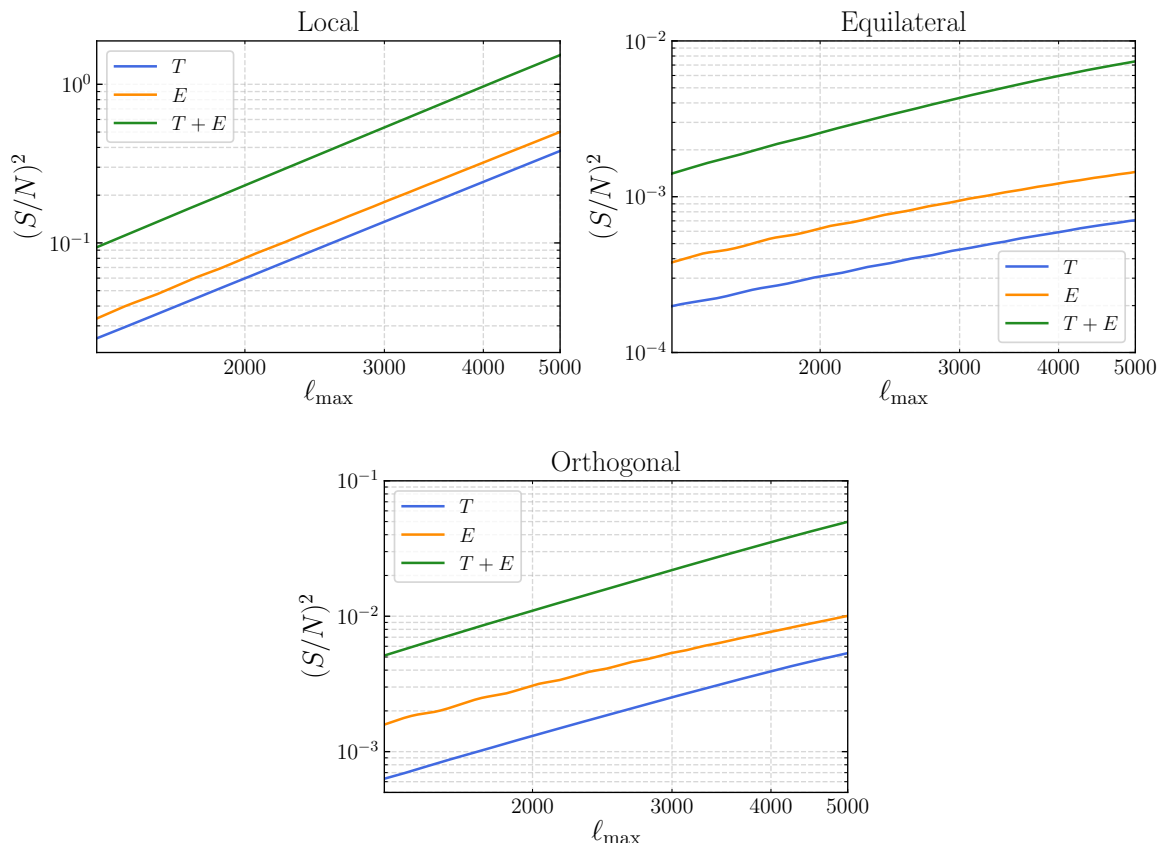 Local
T
E
T + E
10^0
10^{-1}
(S/N)^2
2000
3000
4000
5000
ℓ_max
Equilateral
10^{-2}
10^{-3}
10^{-4}
(S/N)^2
T
E
T + E
2000
3000
4000
5000
ℓ_max
Orthogonal
10^{-1}
T
E
T + E
10^{-2}
10^{-3}
(S/N)^2
2000
3000
4000
5000
ℓ_max